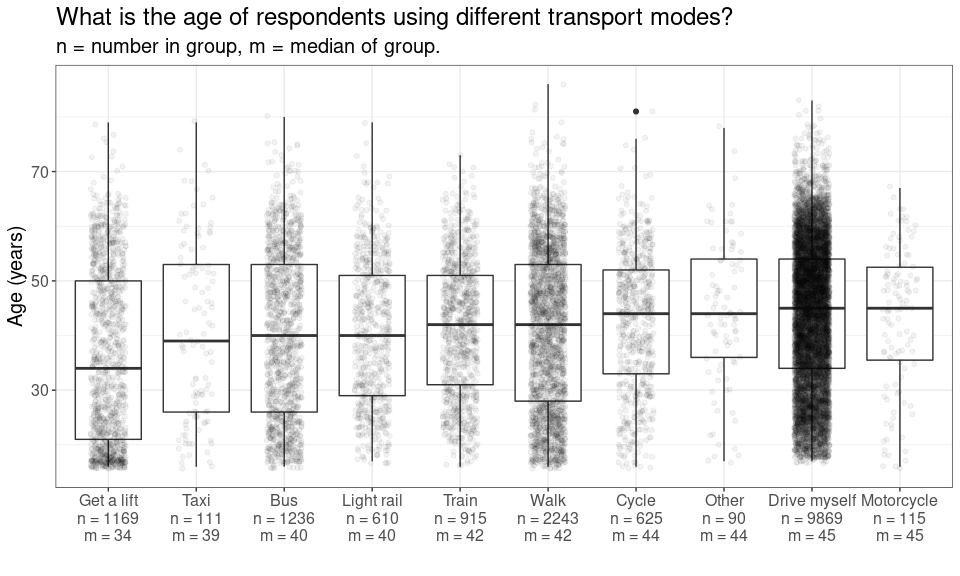 What is the age of respondents using different transport modes?
n = number in group, m = median of group.
Age (years)
70
50
30
Get a lift Taxi Bus Light rail Train Walk Cycle Other Drive myself Motorcycle
n = 1169 n = 111 n = 1236 n = 610 n = 915 n = 2243 n = 625 n = 90 n = 9869 n = 115
m = 34 m = 39 m = 40 m = 40 m = 42 m = 42 m = 44 m = 44 m = 45 m = 45